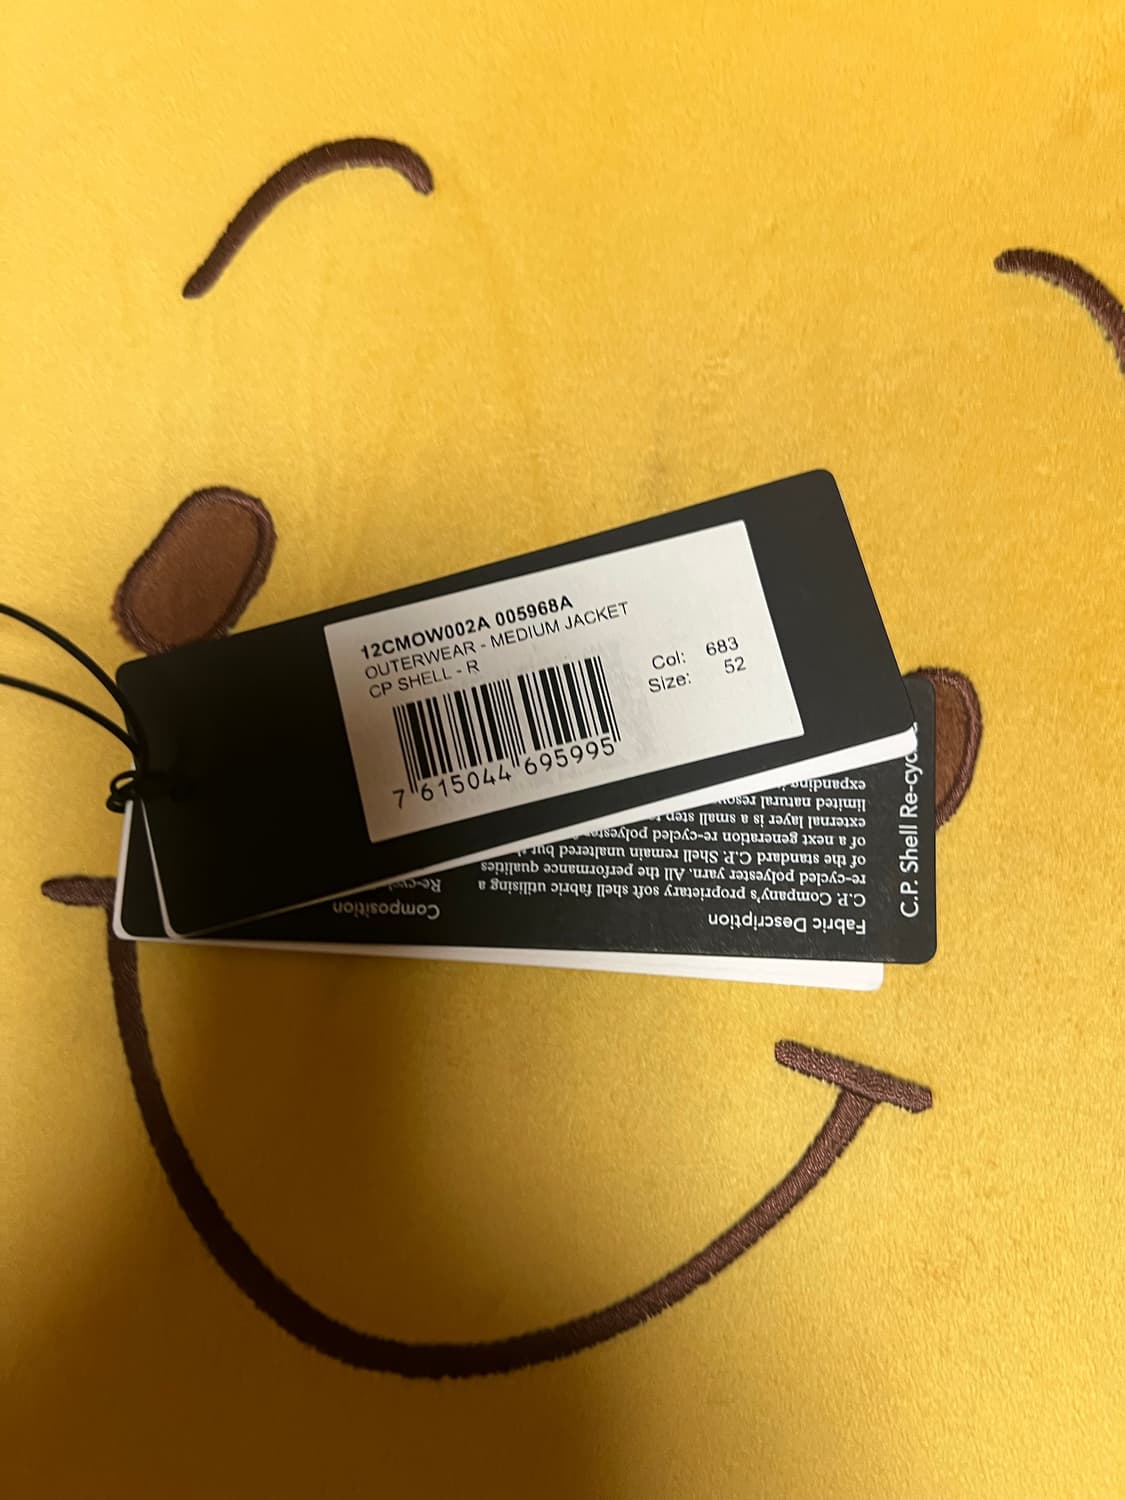 12CMOW002A 005968A
OUTERWEAR - MEDIUM JACKET
CP SHELL - R
Col: 683
Size: 52
7 615044 695995
C.P. Shell Re-cyc
Fabric Description
C.P. Company's proprietary soft shell fabric utilising a
re-cycled polyester yarn. All the performance qualities
of the standard C.P. Shell remain unaltered but
of a next generation re-cycled polyester
external layer is a small step
limited natural
expanding
Composition